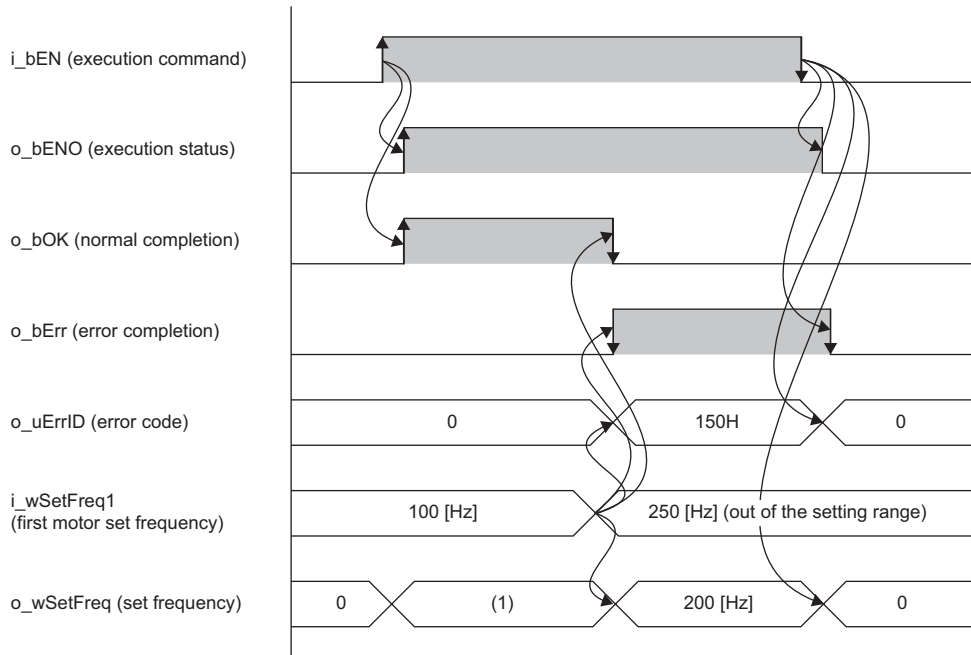 i_bEN (execution command)
o_bENO (execution status)
o_bOK (normal completion)
o_bErr (error completion)
o_uErrID (error code)
0
150H
0
i_wSetFreq1
(first motor set frequency)
100 [Hz]
250 [Hz] (out of the setting range)
o_wSetFreq (set frequency)
0
(1)
200 [Hz]
0